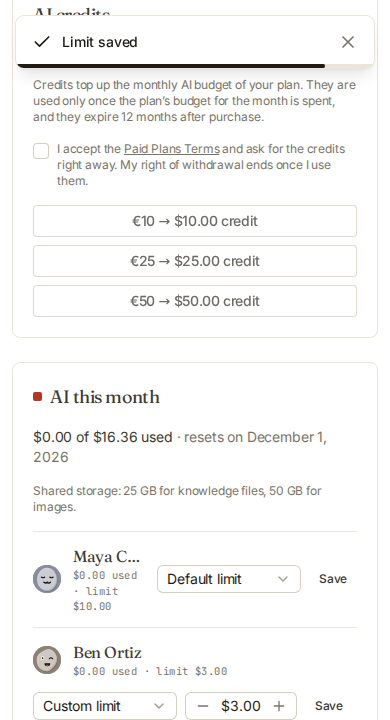 AI credits
Limit saved
Credits top up the monthly AI budget of your plan. They are
used only once the plan's budget for the month is spent,
and they expire 12 months after purchase.
I accept the Paid Plans Terms and ask for the credits
right away. My right of withdrawal ends once I use
them.
€10 → $10.00 credit
€25 → $25.00 credit
€50 → $50.00 credit
AI this month
$0.00 of $16.36 used · resets on December 1,
2026
Shared storage: 25 GB for knowledge files, 50 GB for
images.
Maya C...
$0.00 used
· limit
$10.00
Default limit
Save
Ben Ortiz
$0.00 used · limit $3.00
Custom limit
− $3.00 +
Save